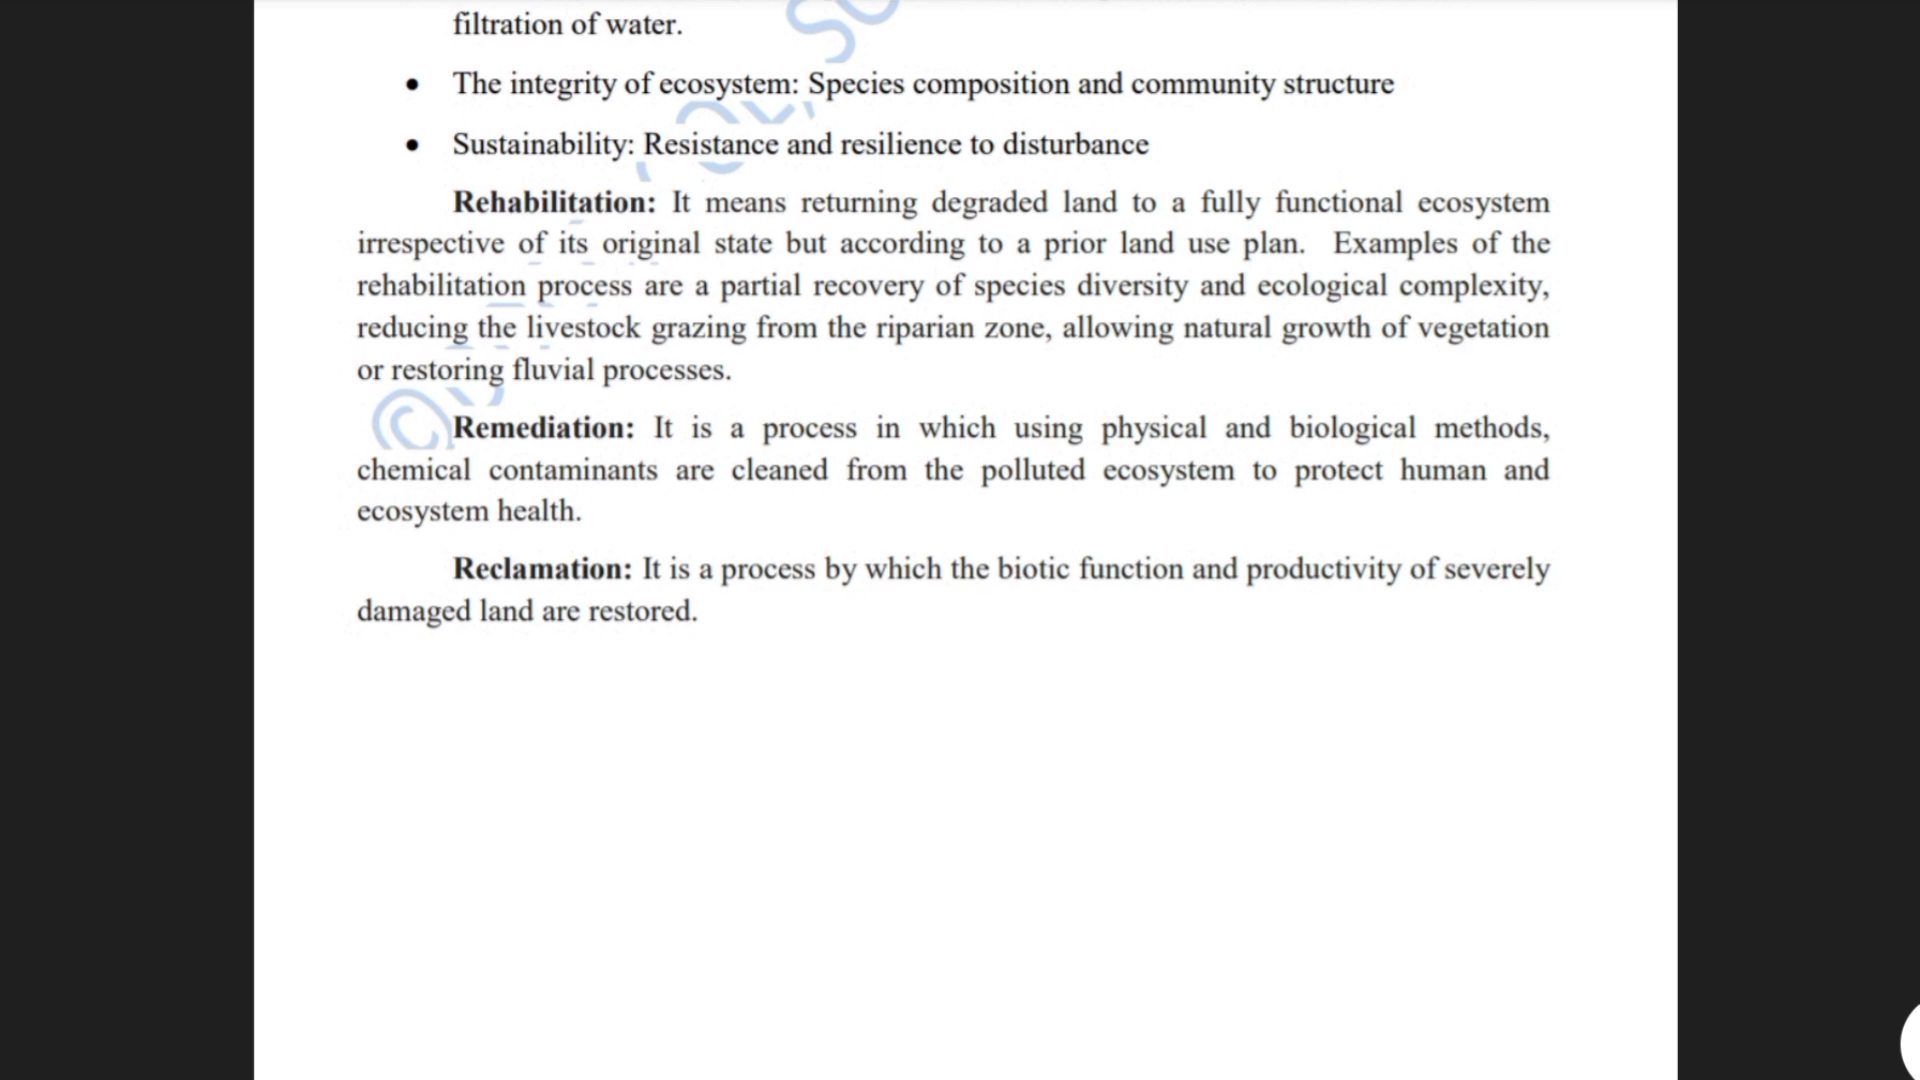 filtration of water.
• The integrity of ecosystem: Species composition and community structure
• Sustainability: Resistance and resilience to disturbance
Rehabilitation: It means returning degraded land to a fully functional ecosystem
irrespective of its original state but according to a prior land use plan. Examples of the
rehabilitation process are a partial recovery of species diversity and ecological complexity,
reducing the livestock grazing from the riparian zone, allowing natural growth of vegetation
or restoring fluvial processes.
Remediation: It is a process in which using physical and biological methods,
chemical contaminants are cleaned from the polluted ecosystem to protect human and
ecosystem health.
Reclamation: It is a process by which the biotic function and productivity of severely
damaged land are restored.
©